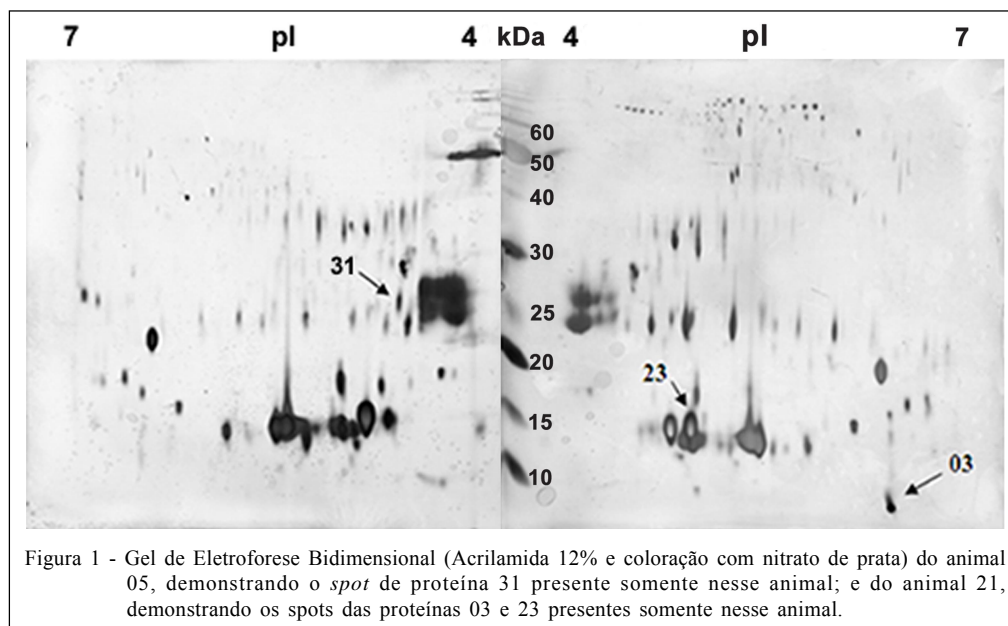 7 pI 4 kDa 4 pI 7
60
50
40
30
25
20
15
10
31
23
03
Figura 1 - Gel de Eletroforese Bidimensional (Acrilamida 12% e coloração com nitrato de prata) do animal
05, demonstrando o spot de proteína 31 presente somente nesse animal; e do animal 21,
demonstrando os spots das proteínas 03 e 23 presentes somente nesse animal.